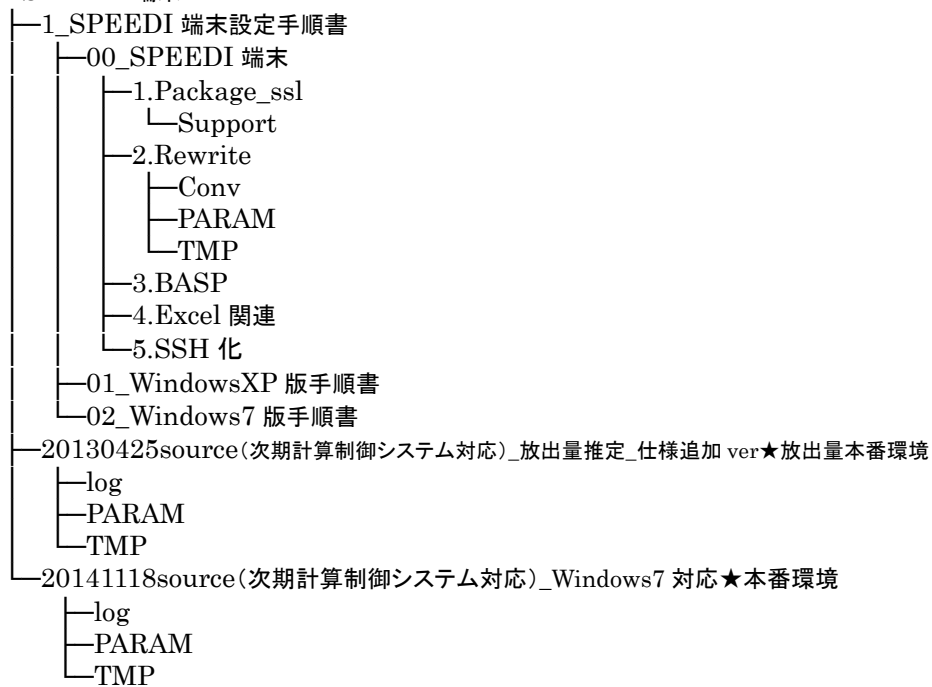 1_SPEEDI 端末設定手順書
00_SPEEDI 端末
1.Package_ssl
Support
2.Rewrite
Conv
PARAM
TMP
3.BASP
4.Excel 関連
5.SSH 化
01_WindowsXP 版手順書
02_Windows7 版手順書
20130425source(次期計算制御システム対応)_放出量推定_仕様追加 ver★放出量本番環境
log
PARAM
TMP
20141118source(次期計算制御システム対応)_Windows7 対応★本番環境
log
PARAM
TMP